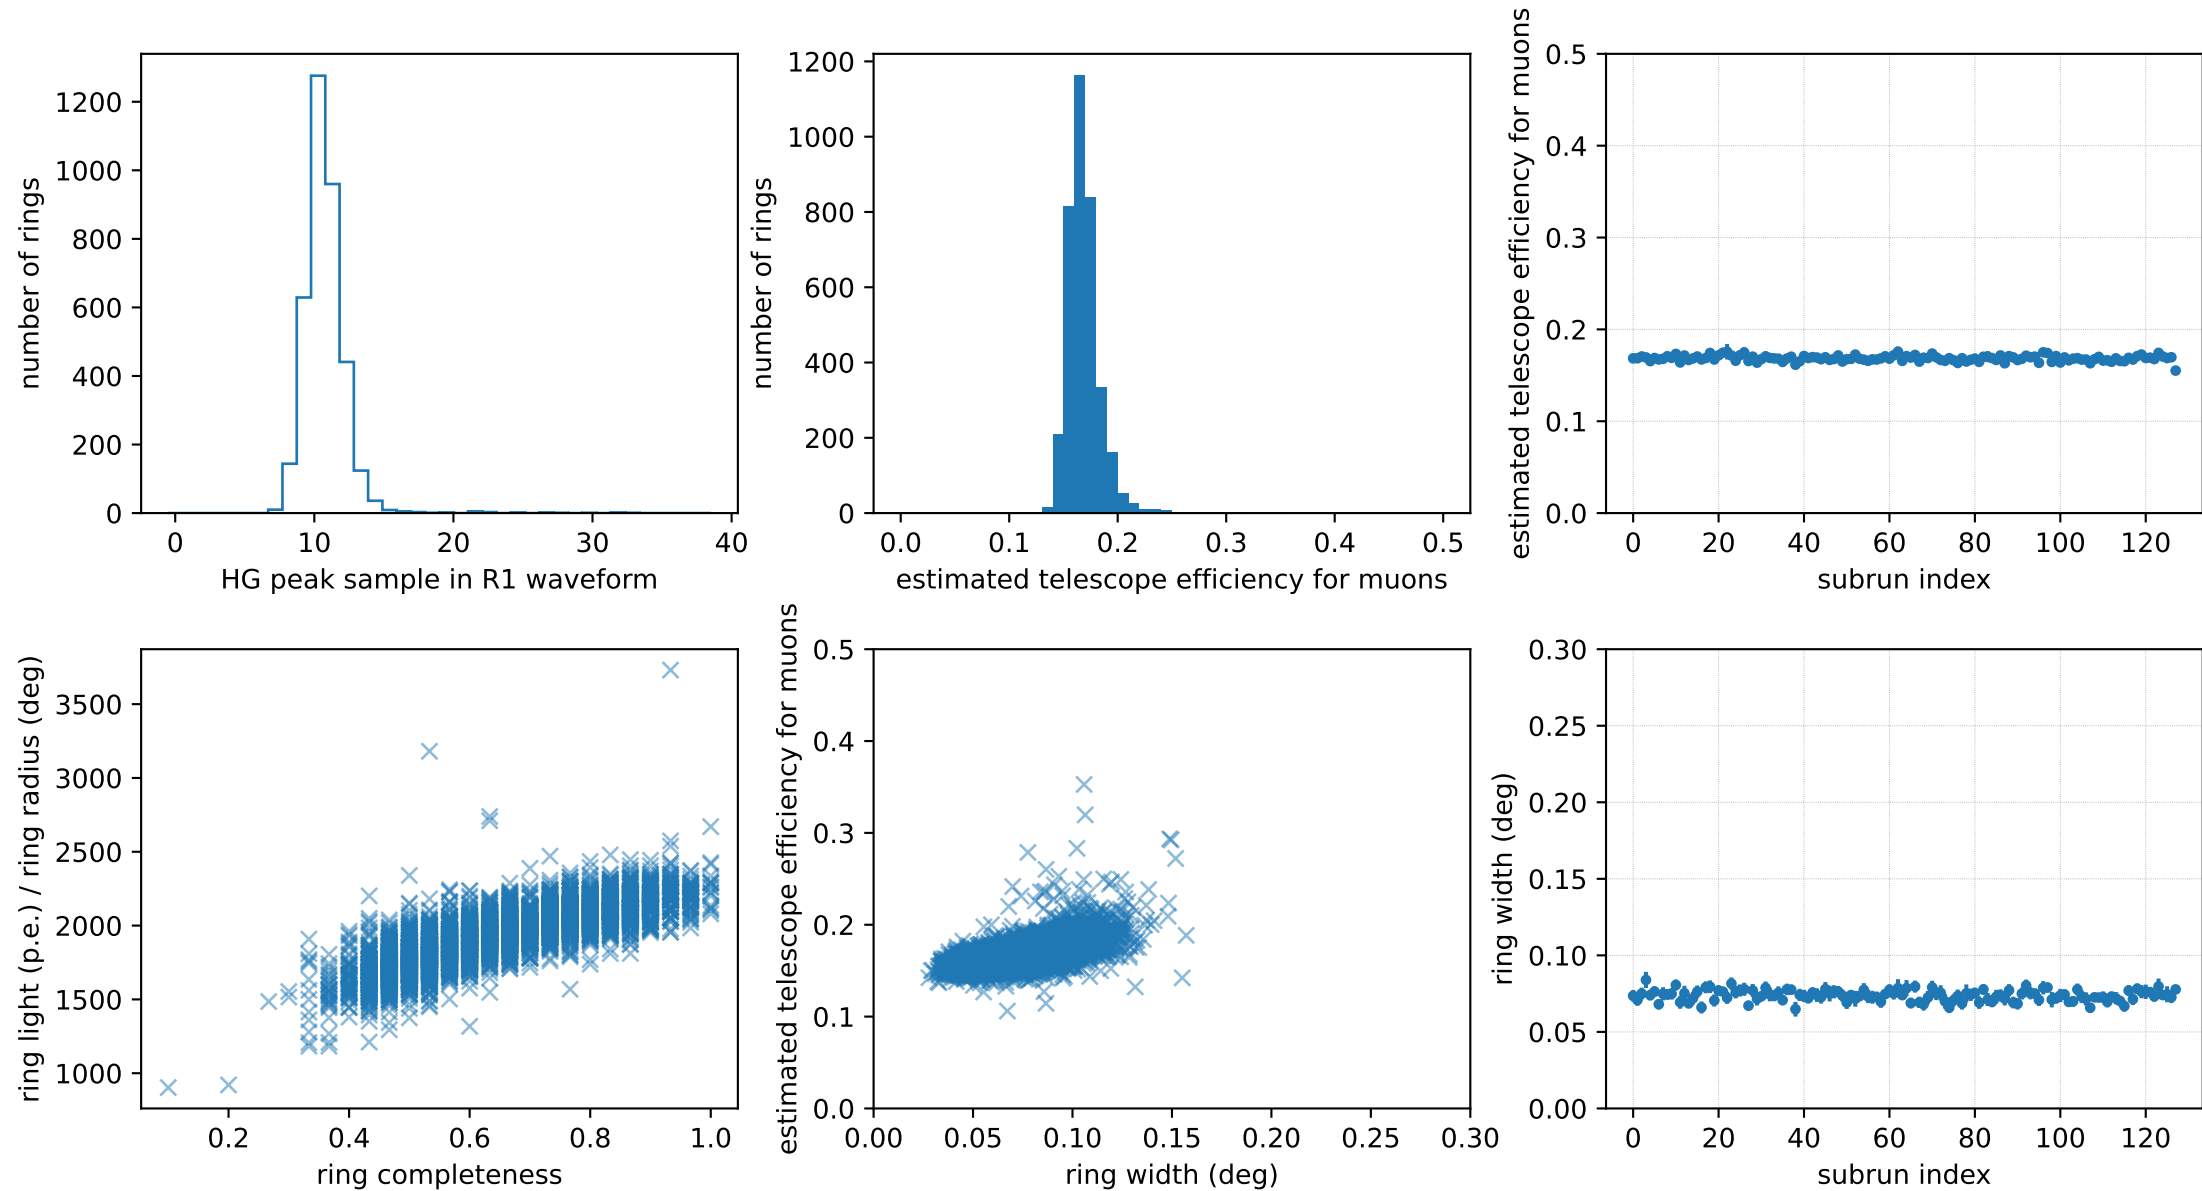 number of rings
1200
1000
800
600
400
200
0
0 10 20 30 40
HG peak sample in R1 waveform
number of rings
1200
1000
800
600
400
200
0
0.0 0.1 0.2 0.3 0.4 0.5
estimated telescope efficiency for muons
estimated telescope efficiency for muons
0.5
0.4
0.3
0.2
0.1
0.0
0 20 40 60 80 100 120
subrun index
ring light (p.e.) / ring radius (deg)
3500
3000
2500
2000
1500
1000
0.2 0.4 0.6 0.8 1.0
ring completeness
estimated telescope efficiency for muons
0.5
0.4
0.3
0.2
0.1
0.0
0.00 0.05 0.10 0.15 0.20 0.25 0.30
ring width (deg)
ring width (deg)
0.30
0.25
0.20
0.15
0.10
0.05
0.00
0 20 40 60 80 100 120
subrun index